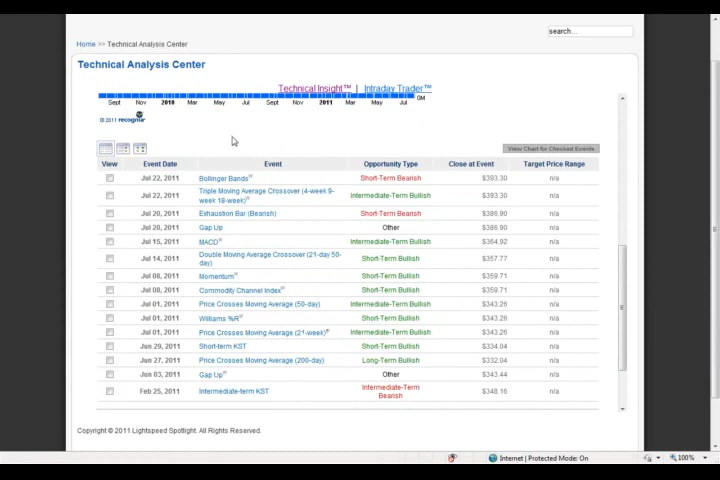 search...
Home >> Technical Analysis Center
Technical Analysis Center
Technical Insight™ | Intraday Trader™
Sept Nov 2010 Mar May Jul Sept Nov 2011 Mar May Jul 0M
© 2011 recognia
View Chart for Checked Events
View Event Date Event Opportunity Type Close at Event Target Price Range
Jul 22, 2011 Bollinger Bands Short-Term Bearish $393.30 n/a
Jul 22, 2011 Triple Moving Average Crossover (4-week 9-week 18-week) Intermediate-Term Bullish $393.30 n/a
Jul 20, 2011 Exhaustion Bar (Bearish) Short-Term Bearish $386.90 n/a
Jul 20, 2011 Gap Up Other $386.90 n/a
Jul 15, 2011 MACD Intermediate-Term Bullish $364.92 n/a
Jul 14, 2011 Double Moving Average Crossover (21-day 50-day) Short-Term Bullish $357.77 n/a
Jul 08, 2011 Momentum Short-Term Bullish $359.71 n/a
Jul 08, 2011 Commodity Channel Index Short-Term Bullish $359.71 n/a
Jul 01, 2011 Price Crosses Moving Average (50-day) Intermediate-Term Bullish $343.26 n/a
Jul 01, 2011 Williams %R Short-Term Bullish $343.26 n/a
Jul 01, 2011 Price Crosses Moving Average (21-week) Intermediate-Term Bullish $343.26 n/a
Jun 29, 2011 Short-term KST Short-Term Bullish $334.04 n/a
Jun 27, 2011 Price Crosses Moving Average (200-day) Long-Term Bullish $332.04 n/a
Jun 03, 2011 Gap Up Other $343.44 n/a
Feb 25, 2011 Intermediate-term KST Intermediate-Term Bearish $348.16 n/a
Copyright © 2011 Lightspeed Spotlight. All Rights Reserved.
Internet | Protected Mode: On 100%